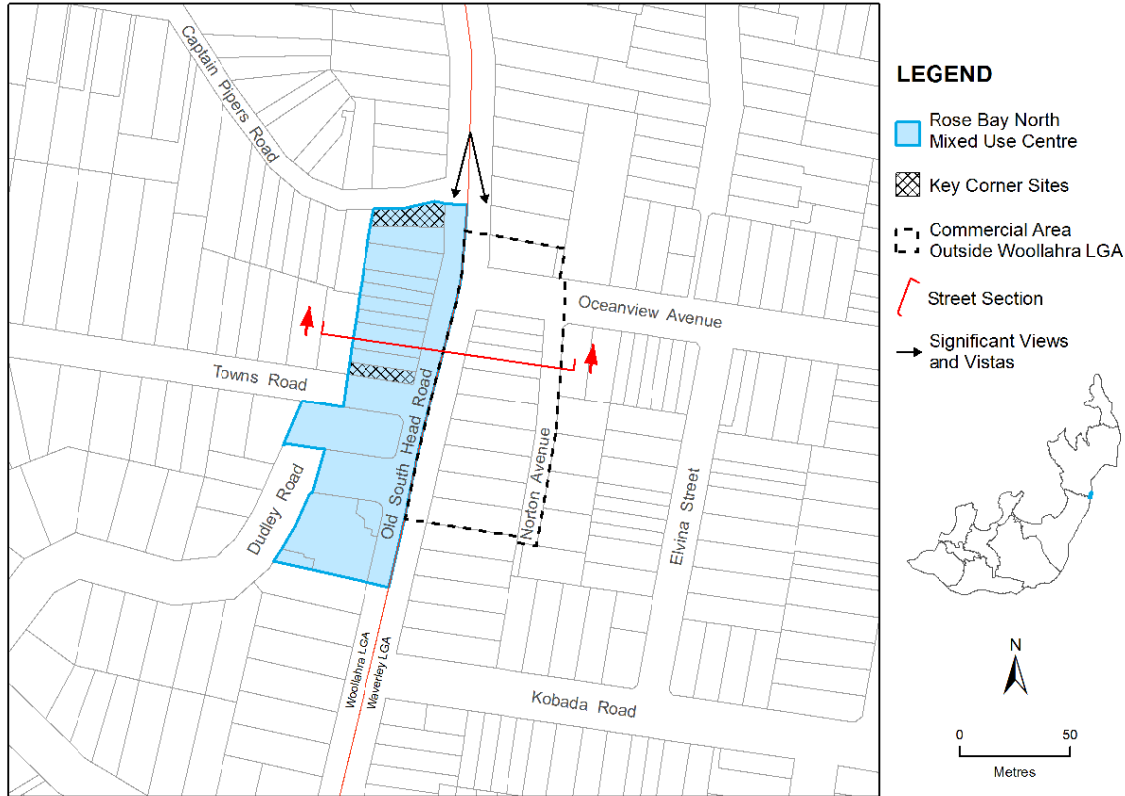 Captain Pipers Road
Oceanview Avenue
Towns Road
Old South Head Road
Norton Avenue
Dudley Road
Elvina Street
Woollahra LGA
Waverley LGA
Kobada Road
LEGEND
Rose Bay North
Mixed Use Centre
Key Corner Sites
Commercial Area
Outside Woollahra LGA
Street Section
Significant Views
and Vistas
N
0 50
Metres